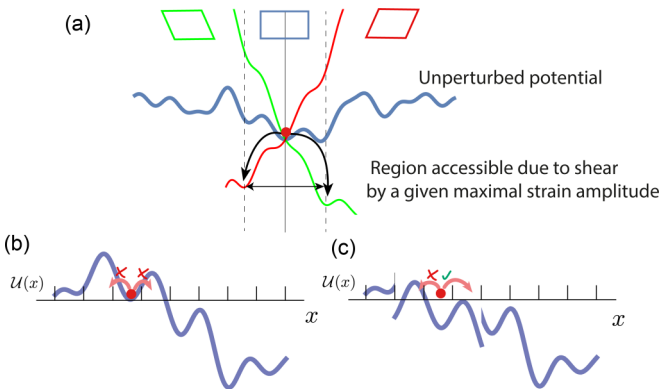 (a)
Unperturbed potential
Region accessible due to shear
by a given maximal strain amplitude
(b)
U(x)
x
(c)
U(x)
x